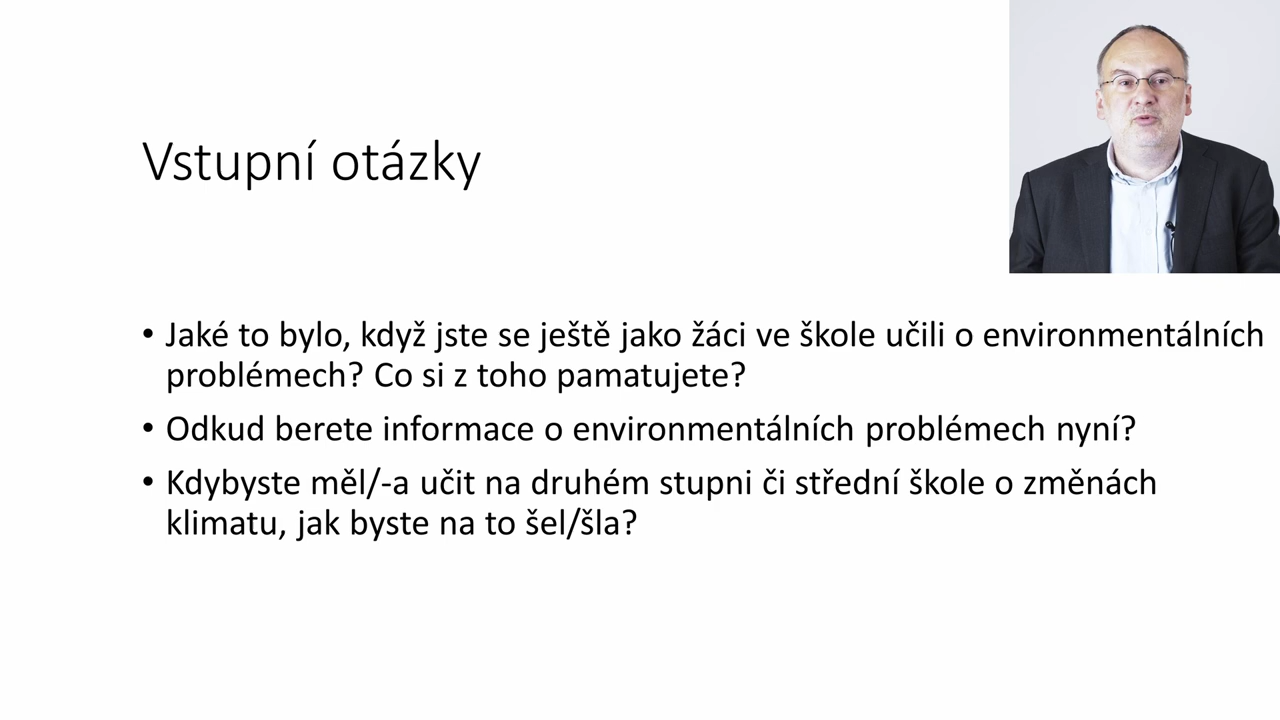 Vstupní otázky
• Jaké to bylo, když jste se ještě jako žáci ve škole učili o environmentálních
problémech? Co si z toho pamatujete?
• Odkud berete informace o environmentálních problémech nyní?
• Kdybyste měl/-a učit na druhém stupni či střední škole o změnách
klimatu, jak byste na to šel/šla?